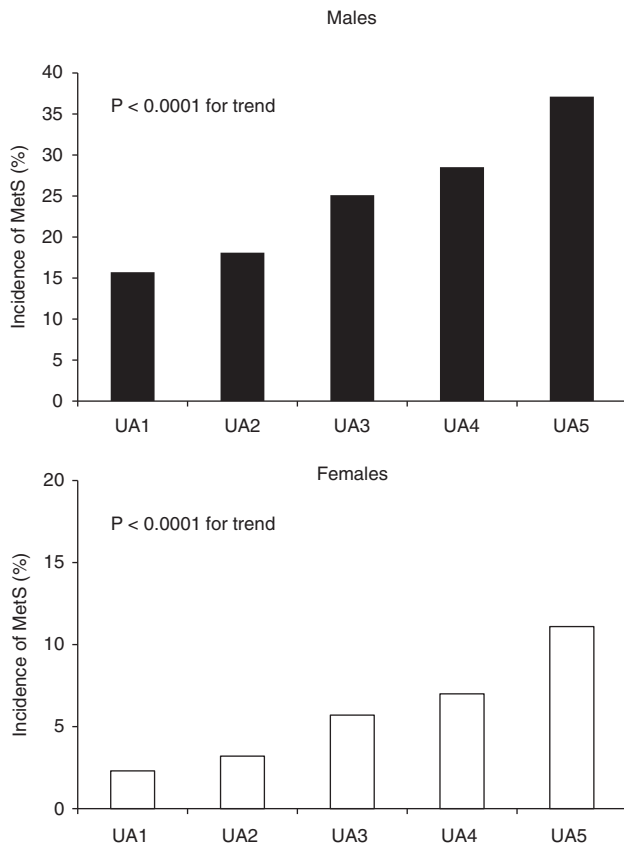 Males
Incidence of MetS (%)
40
35
30
25
20
15
10
5
0
P < 0.0001 for trend
UA1 UA2 UA3 UA4 UA5
Females
Incidence of MetS (%)
20
15
10
5
0
P < 0.0001 for trend
UA1 UA2 UA3 UA4 UA5